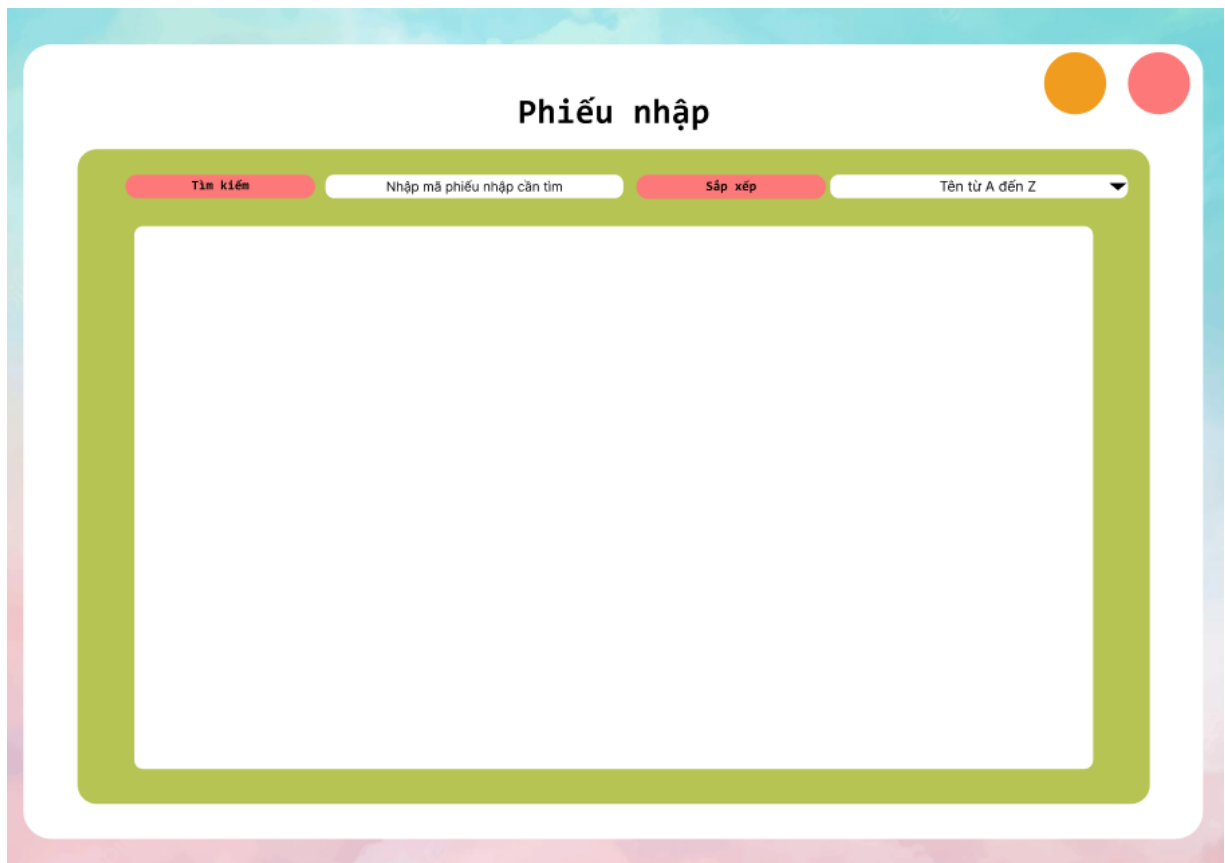 Phiếu nhập
Tìm kiếm
Nhập mã phiếu nhập cần tìm
Sắp xếp
Tên từ A đến Z